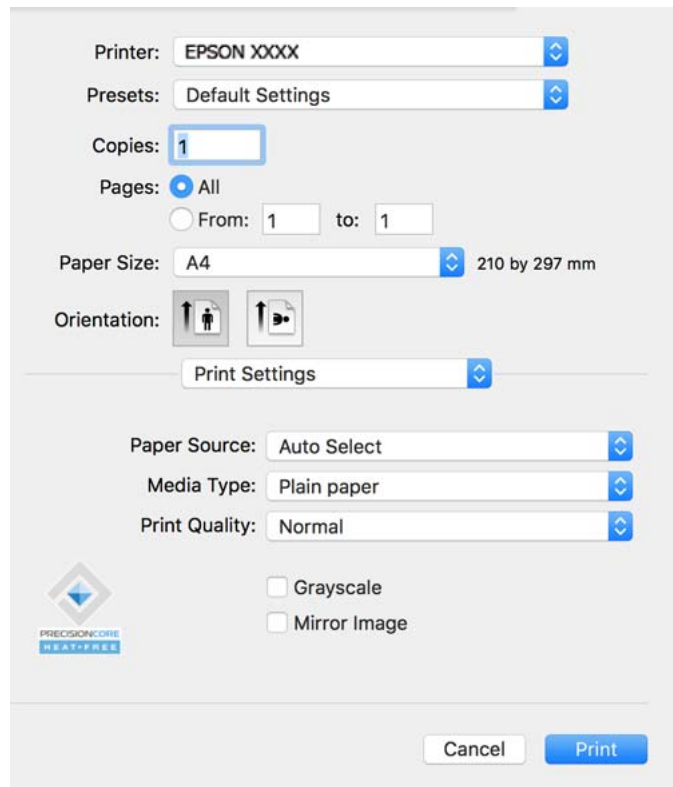 Printer: EPSON XXXX
Presets: Default Settings
Copies: 1
Pages: All
From: 1 to: 1
Paper Size: A4 210 by 297 mm
Orientation:
Print Settings
Paper Source: Auto Select
Media Type: Plain paper
Print Quality: Normal
Grayscale
Mirror Image
PRECISIONCORE
HEAT-FREE
Cancel Print